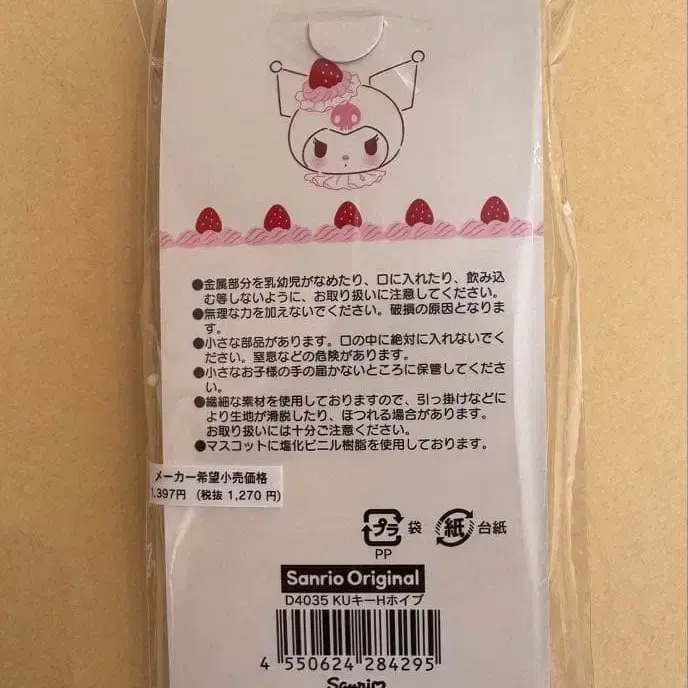 ●金属部分を乳幼児がなめたり、口に入れたり、飲み込
む等しないように、お取り扱いに注意してください。
●無理な力を加えないでください。破損の原因となりま
す。
●小さな部品があります。口の中に絶対に入れないでく
ださい。窒息などの危険があります。
●小さなお子様の手の届かないところに保管してくださ
い。
●繊細な素材を使用しておりますので、引っ掛けなどに
より生地が滑脱したり、ほつれる場合があります。
お取り扱いには十分ご注意ください。
●マスコットに塩化ビニル樹脂を使用しております。
メーカー希望小売価格
1,397円 (税抜 1,270 円)
プラ 袋 紙 台紙
PP
Sanrio Original
D4035 KUキーHホイプ
4 550624 284295
Sanrio